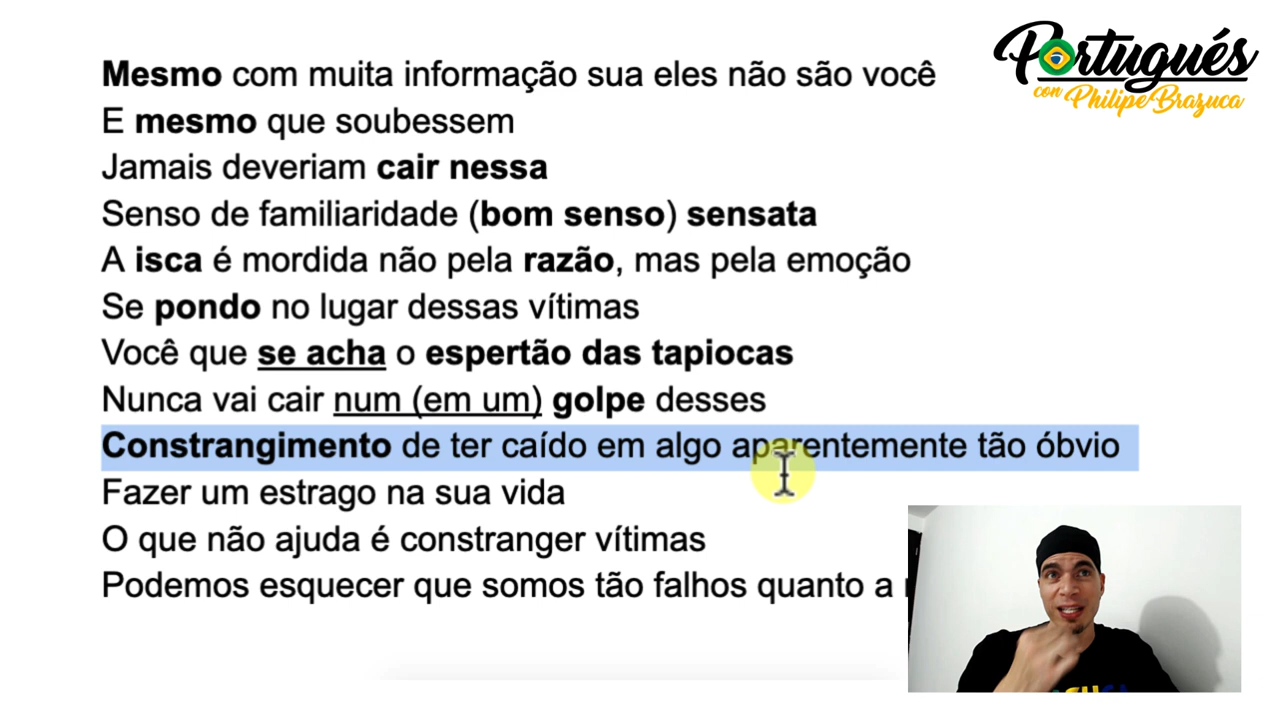 Portugués
con PhilipeBrazuca
Mesmo com muita informação sua eles não são você
E mesmo que soubessem
Jamais deveriam cair nessa
Senso de familiaridade (bom senso) sensata
A isca é mordida não pela razão, mas pela emoção
Se pondo no lugar dessas vítimas
Você que se acha o espertão das tapiocas
Nunca vai cair num (em um) golpe desses
Constrangimento de ter caído em algo aparentemente tão óbvio
Fazer um estrago na sua vida
O que não ajuda é constranger vítimas
Podemos esquecer que somos tão falhos quanto a